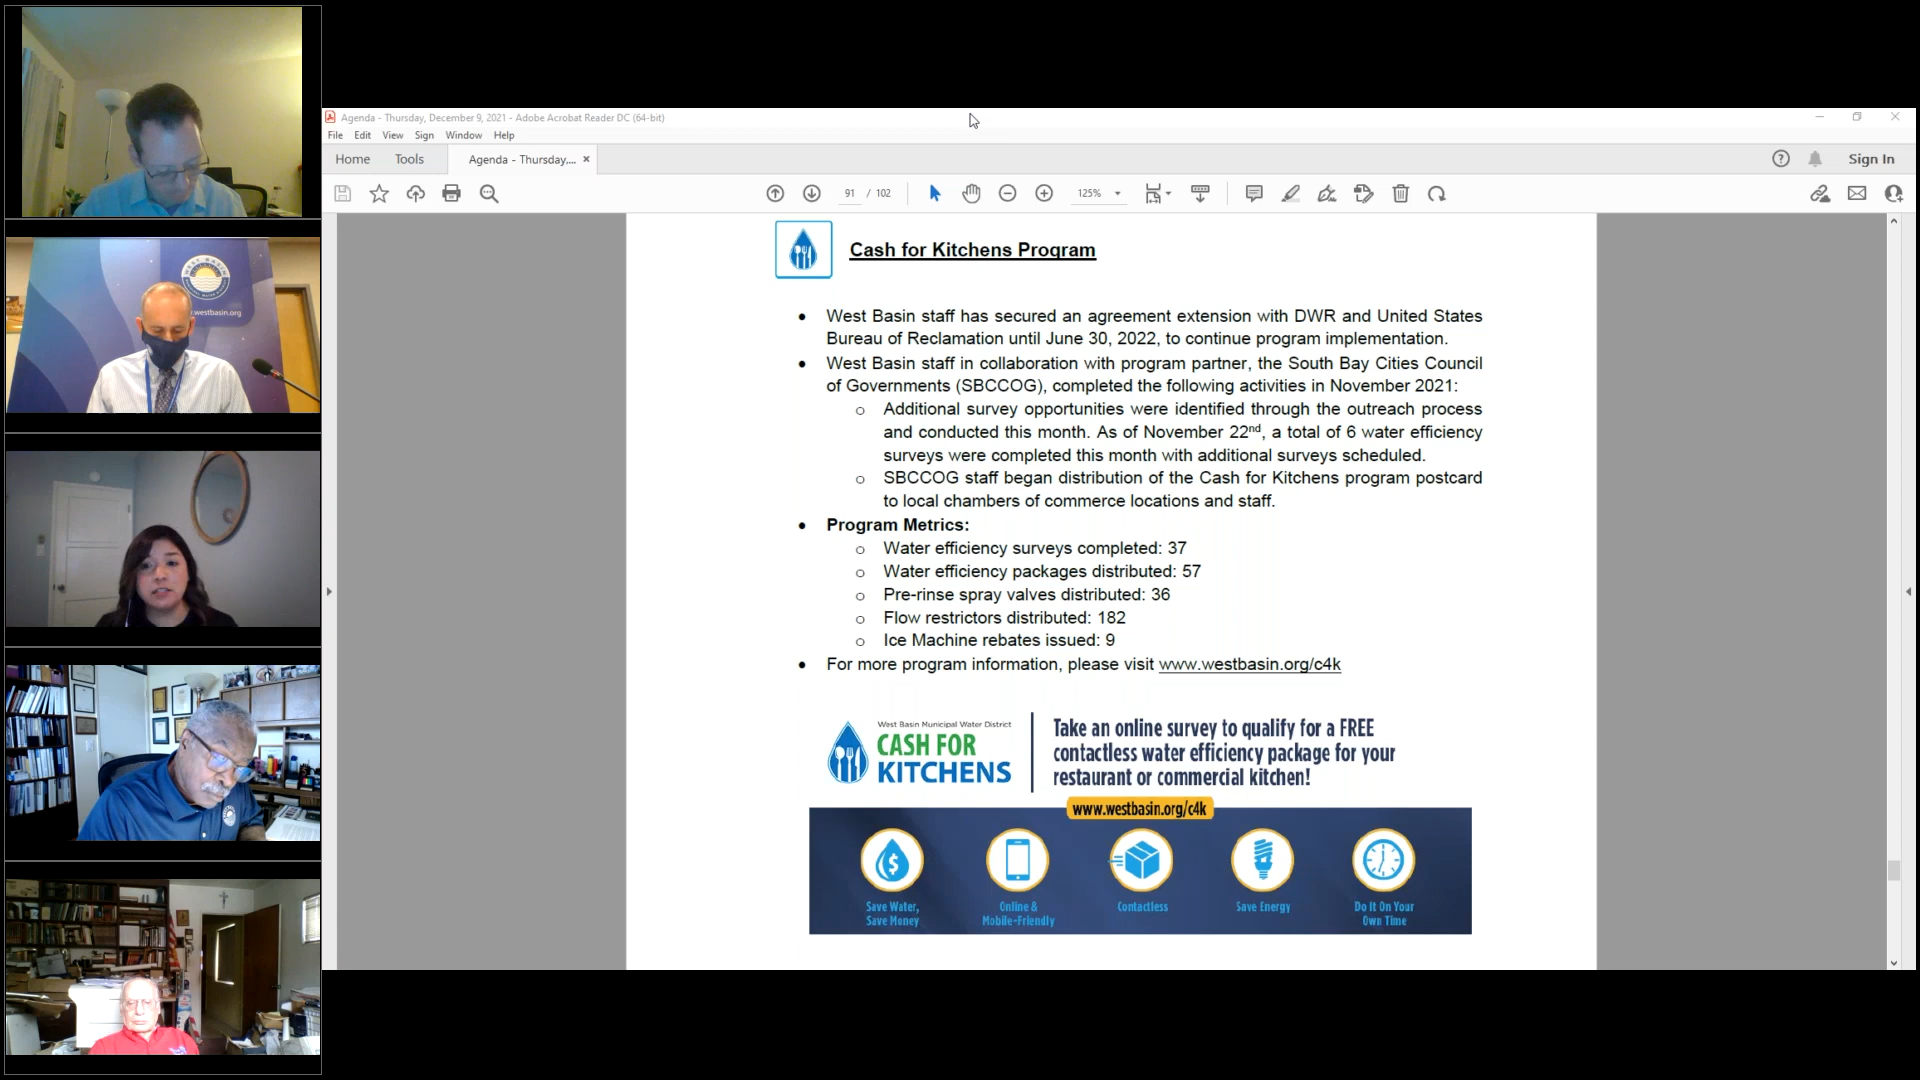 WEST BASIN
www.westbasin.org
Agenda - Thursday, December 9, 2021 - Adobe Acrobat Reader DC (64-bit)
File Edit View Sign Window Help
Home Tools Agenda - Thursday,... × Sign In
91 / 102 125%
Cash for Kitchens Program
• West Basin staff has secured an agreement extension with DWR and United States
Bureau of Reclamation until June 30, 2022, to continue program implementation.
• West Basin staff in collaboration with program partner, the South Bay Cities Council
of Governments (SBCCOG), completed the following activities in November 2021:
o Additional survey opportunities were identified through the outreach process
and conducted this month. As of November 22nd, a total of 6 water efficiency
surveys were completed this month with additional surveys scheduled.
o SBCCOG staff began distribution of the Cash for Kitchens program postcard
to local chambers of commerce locations and staff.
• Program Metrics:
o Water efficiency surveys completed: 37
o Water efficiency packages distributed: 57
o Pre-rinse spray valves distributed: 36
o Flow restrictors distributed: 182
o Ice Machine rebates issued: 9
• For more program information, please visit www.westbasin.org/c4k
West Basin Municipal Water District
CASH FOR
KITCHENS
Take an online survey to qualify for a FREE
contactless water efficiency package for your
restaurant or commercial kitchen!
www.westbasin.org/c4k
Save Water,
Save Money
Online &
Mobile-Friendly
Contactless
Save Energy
Do It On Your
Own Time